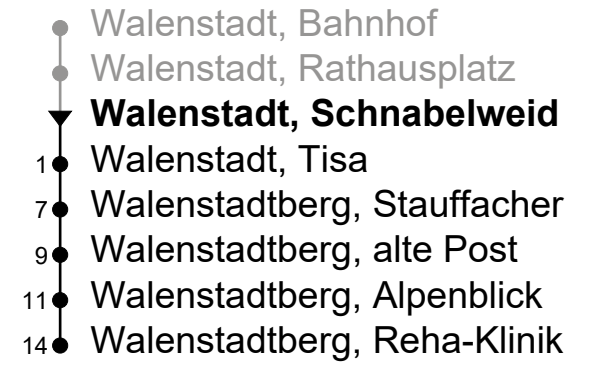 Walenstadt, Bahnhof
Walenstadt, Rathausplatz
Walenstadt, Schnabelweid
1 Walenstadt, Tisa
7 Walenstadtberg, Stauffacher
9 Walenstadtberg, alte Post
11 Walenstadtberg, Alpenblick
14 Walenstadtberg, Reha-Klinik